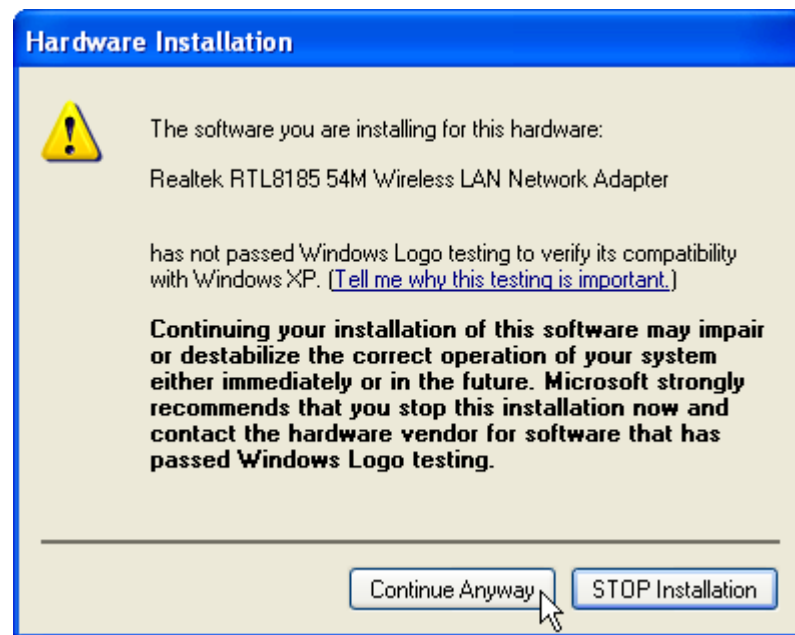 Hardware Installation
The software you are installing for this hardware:
Realtek RTL8185 54M Wireless LAN Network Adapter
has not passed Windows Logo testing to verify its compatibility
with Windows XP. (Tell me why this testing is important.)
Continuing your installation of this software may impair
or destabilize the correct operation of your system
either immediately or in the future. Microsoft strongly
recommends that you stop this installation now and
contact the hardware vendor for software that has
passed Windows Logo testing.
Continue Anyway STOP Installation